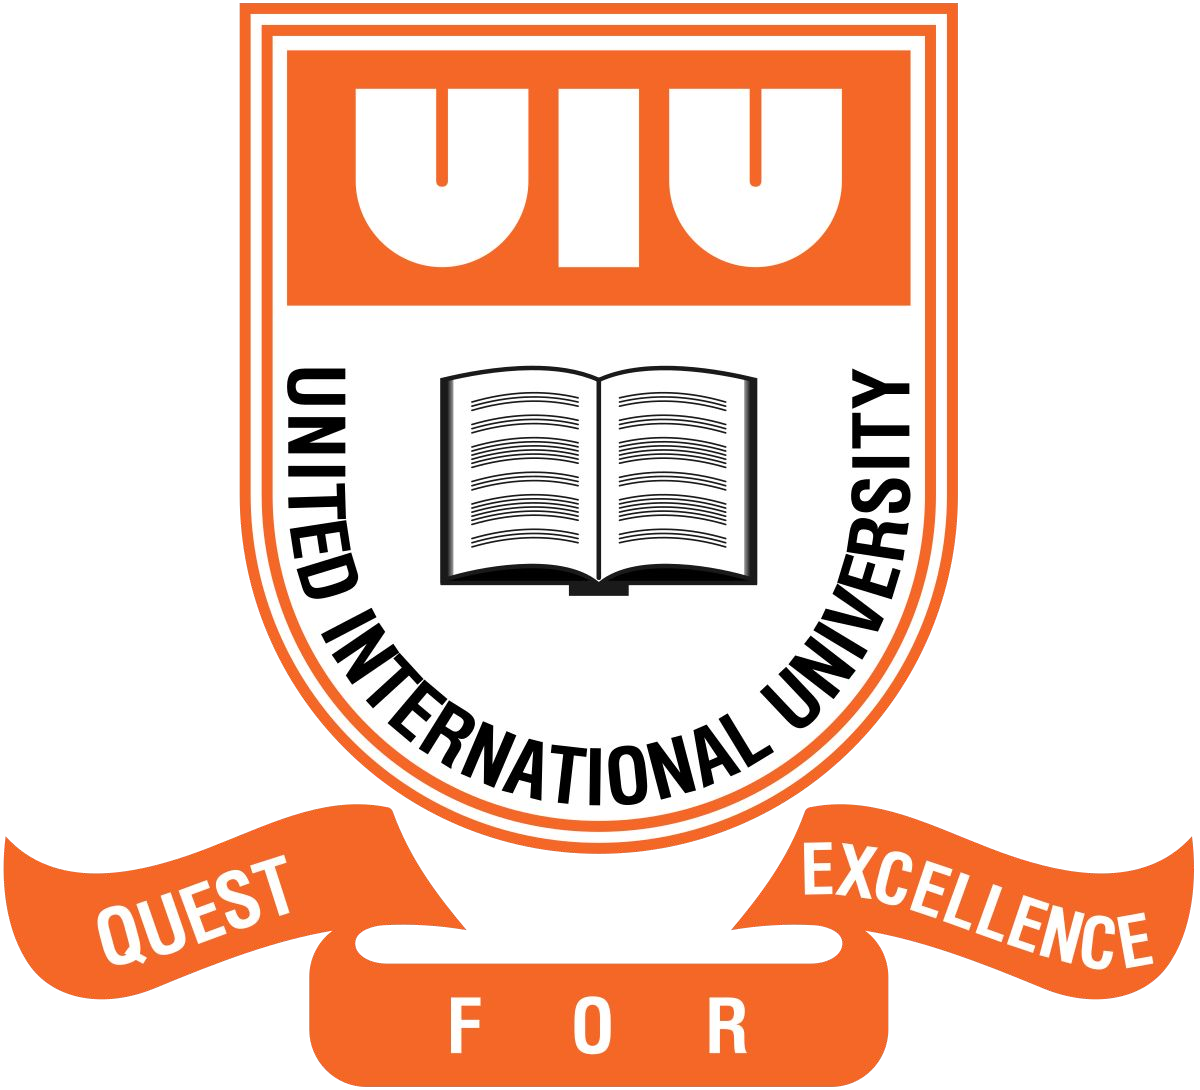 UIU
UNITED INTERNATIONAL UNIVERSITY
QUEST
FOR
EXCELLENCE